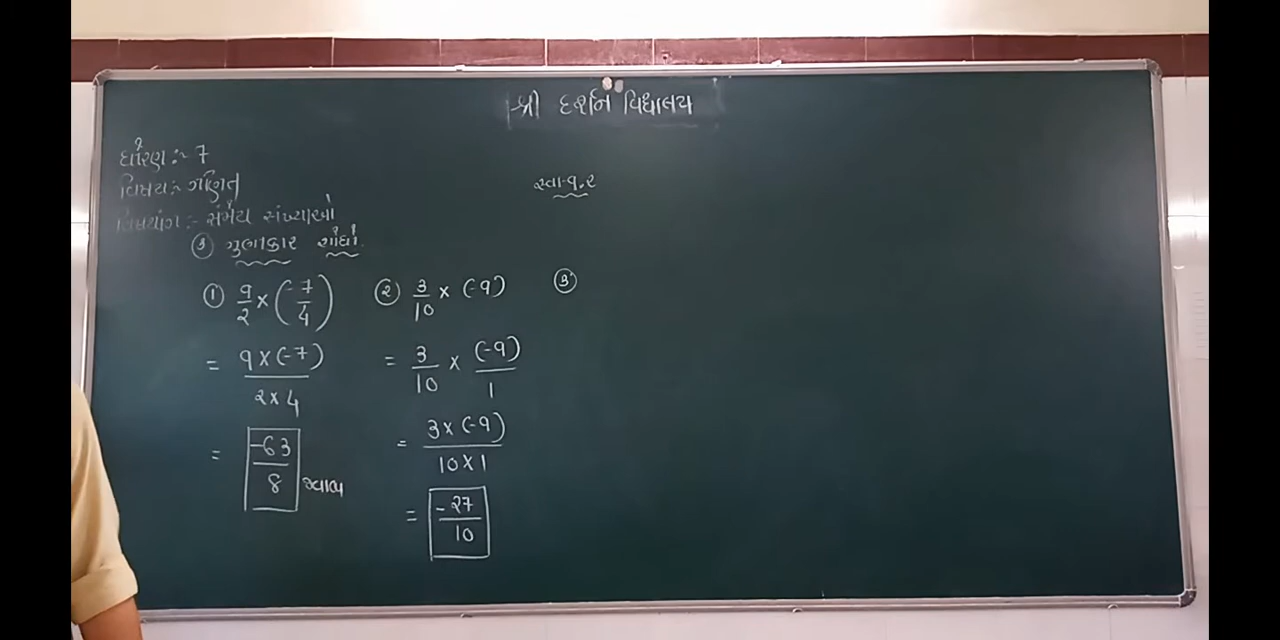 શ્રી દર્શન વિદ્યાલય
ધોરણ :- 7
વિષય :- ગણિત
સ્વા-૧.૨
વિષયાંગ :- સંમેય સંખ્યાઓ
③ ગુણાકાર શોધો.
① 9/2 × (-7/4)
= 9 × (-7) / 2 × 4
= -63/8 જવાબ
② 3/10 × (-9)
= 3/10 × (-9)/1
= 3 × (-9) / 10 × 1
= -27/10
③